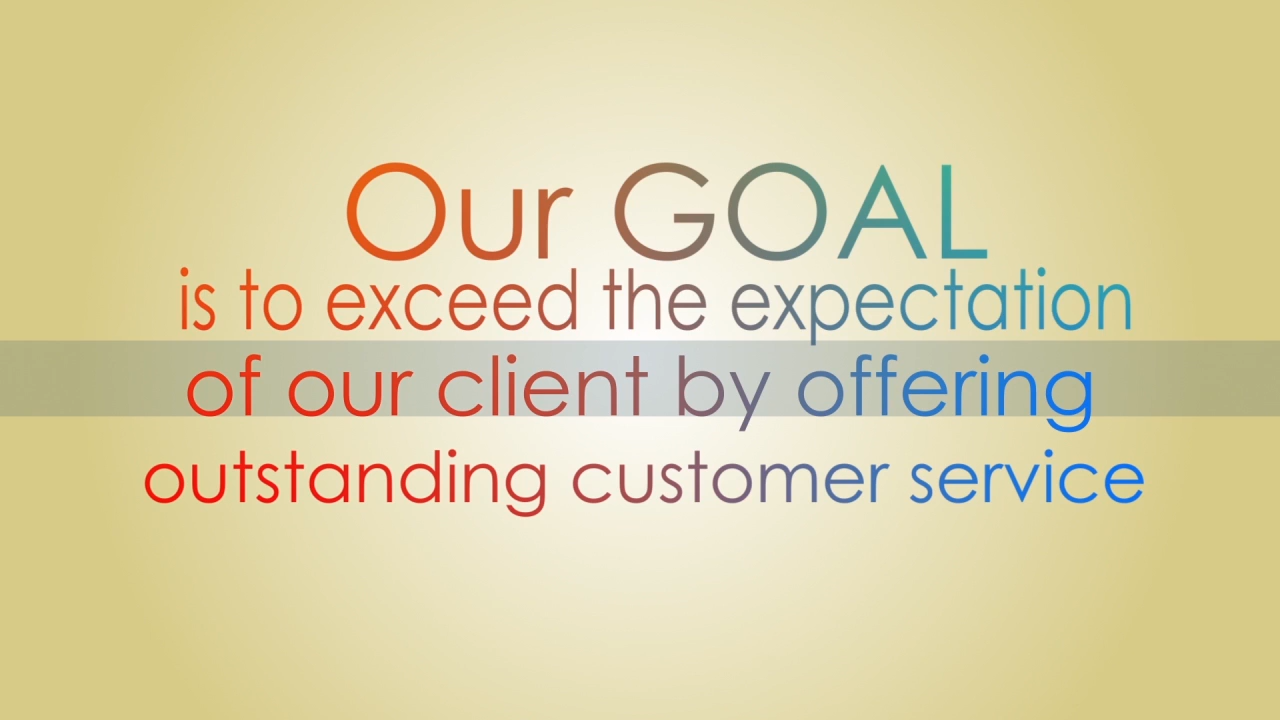 Our GOAL
is to exceed the expectation
of our client by offering
outstanding customer service